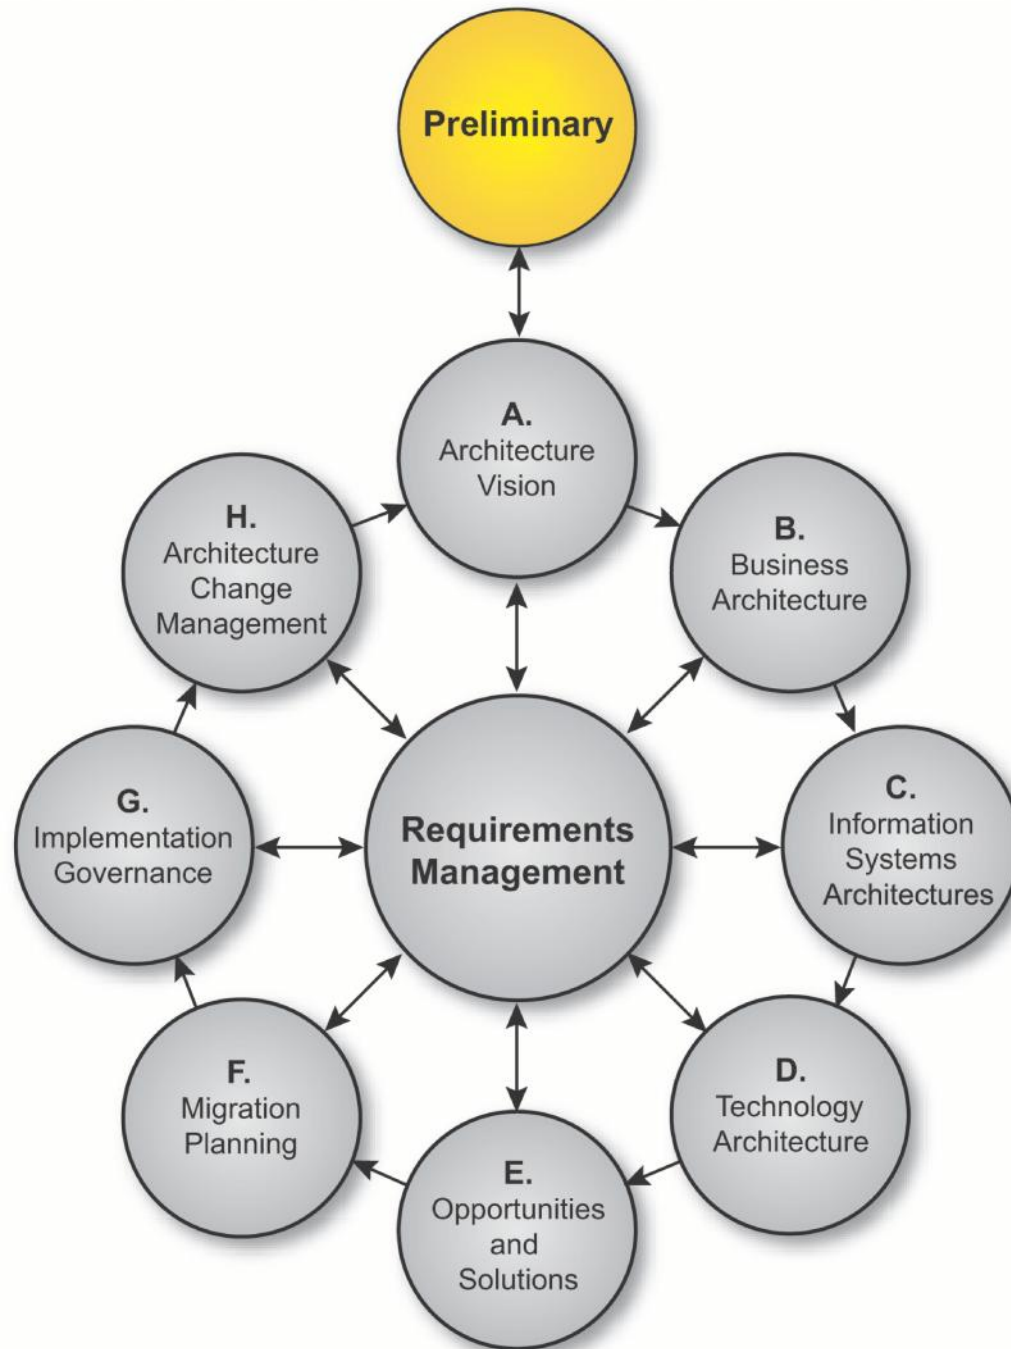 Preliminary
A.
Architecture
Vision
B.
Business
Architecture
C.
Information
Systems
Architectures
D.
Technology
Architecture
E.
Opportunities
and
Solutions
F.
Migration
Planning
G.
Implementation
Governance
H.
Architecture
Change
Management
Requirements
Management